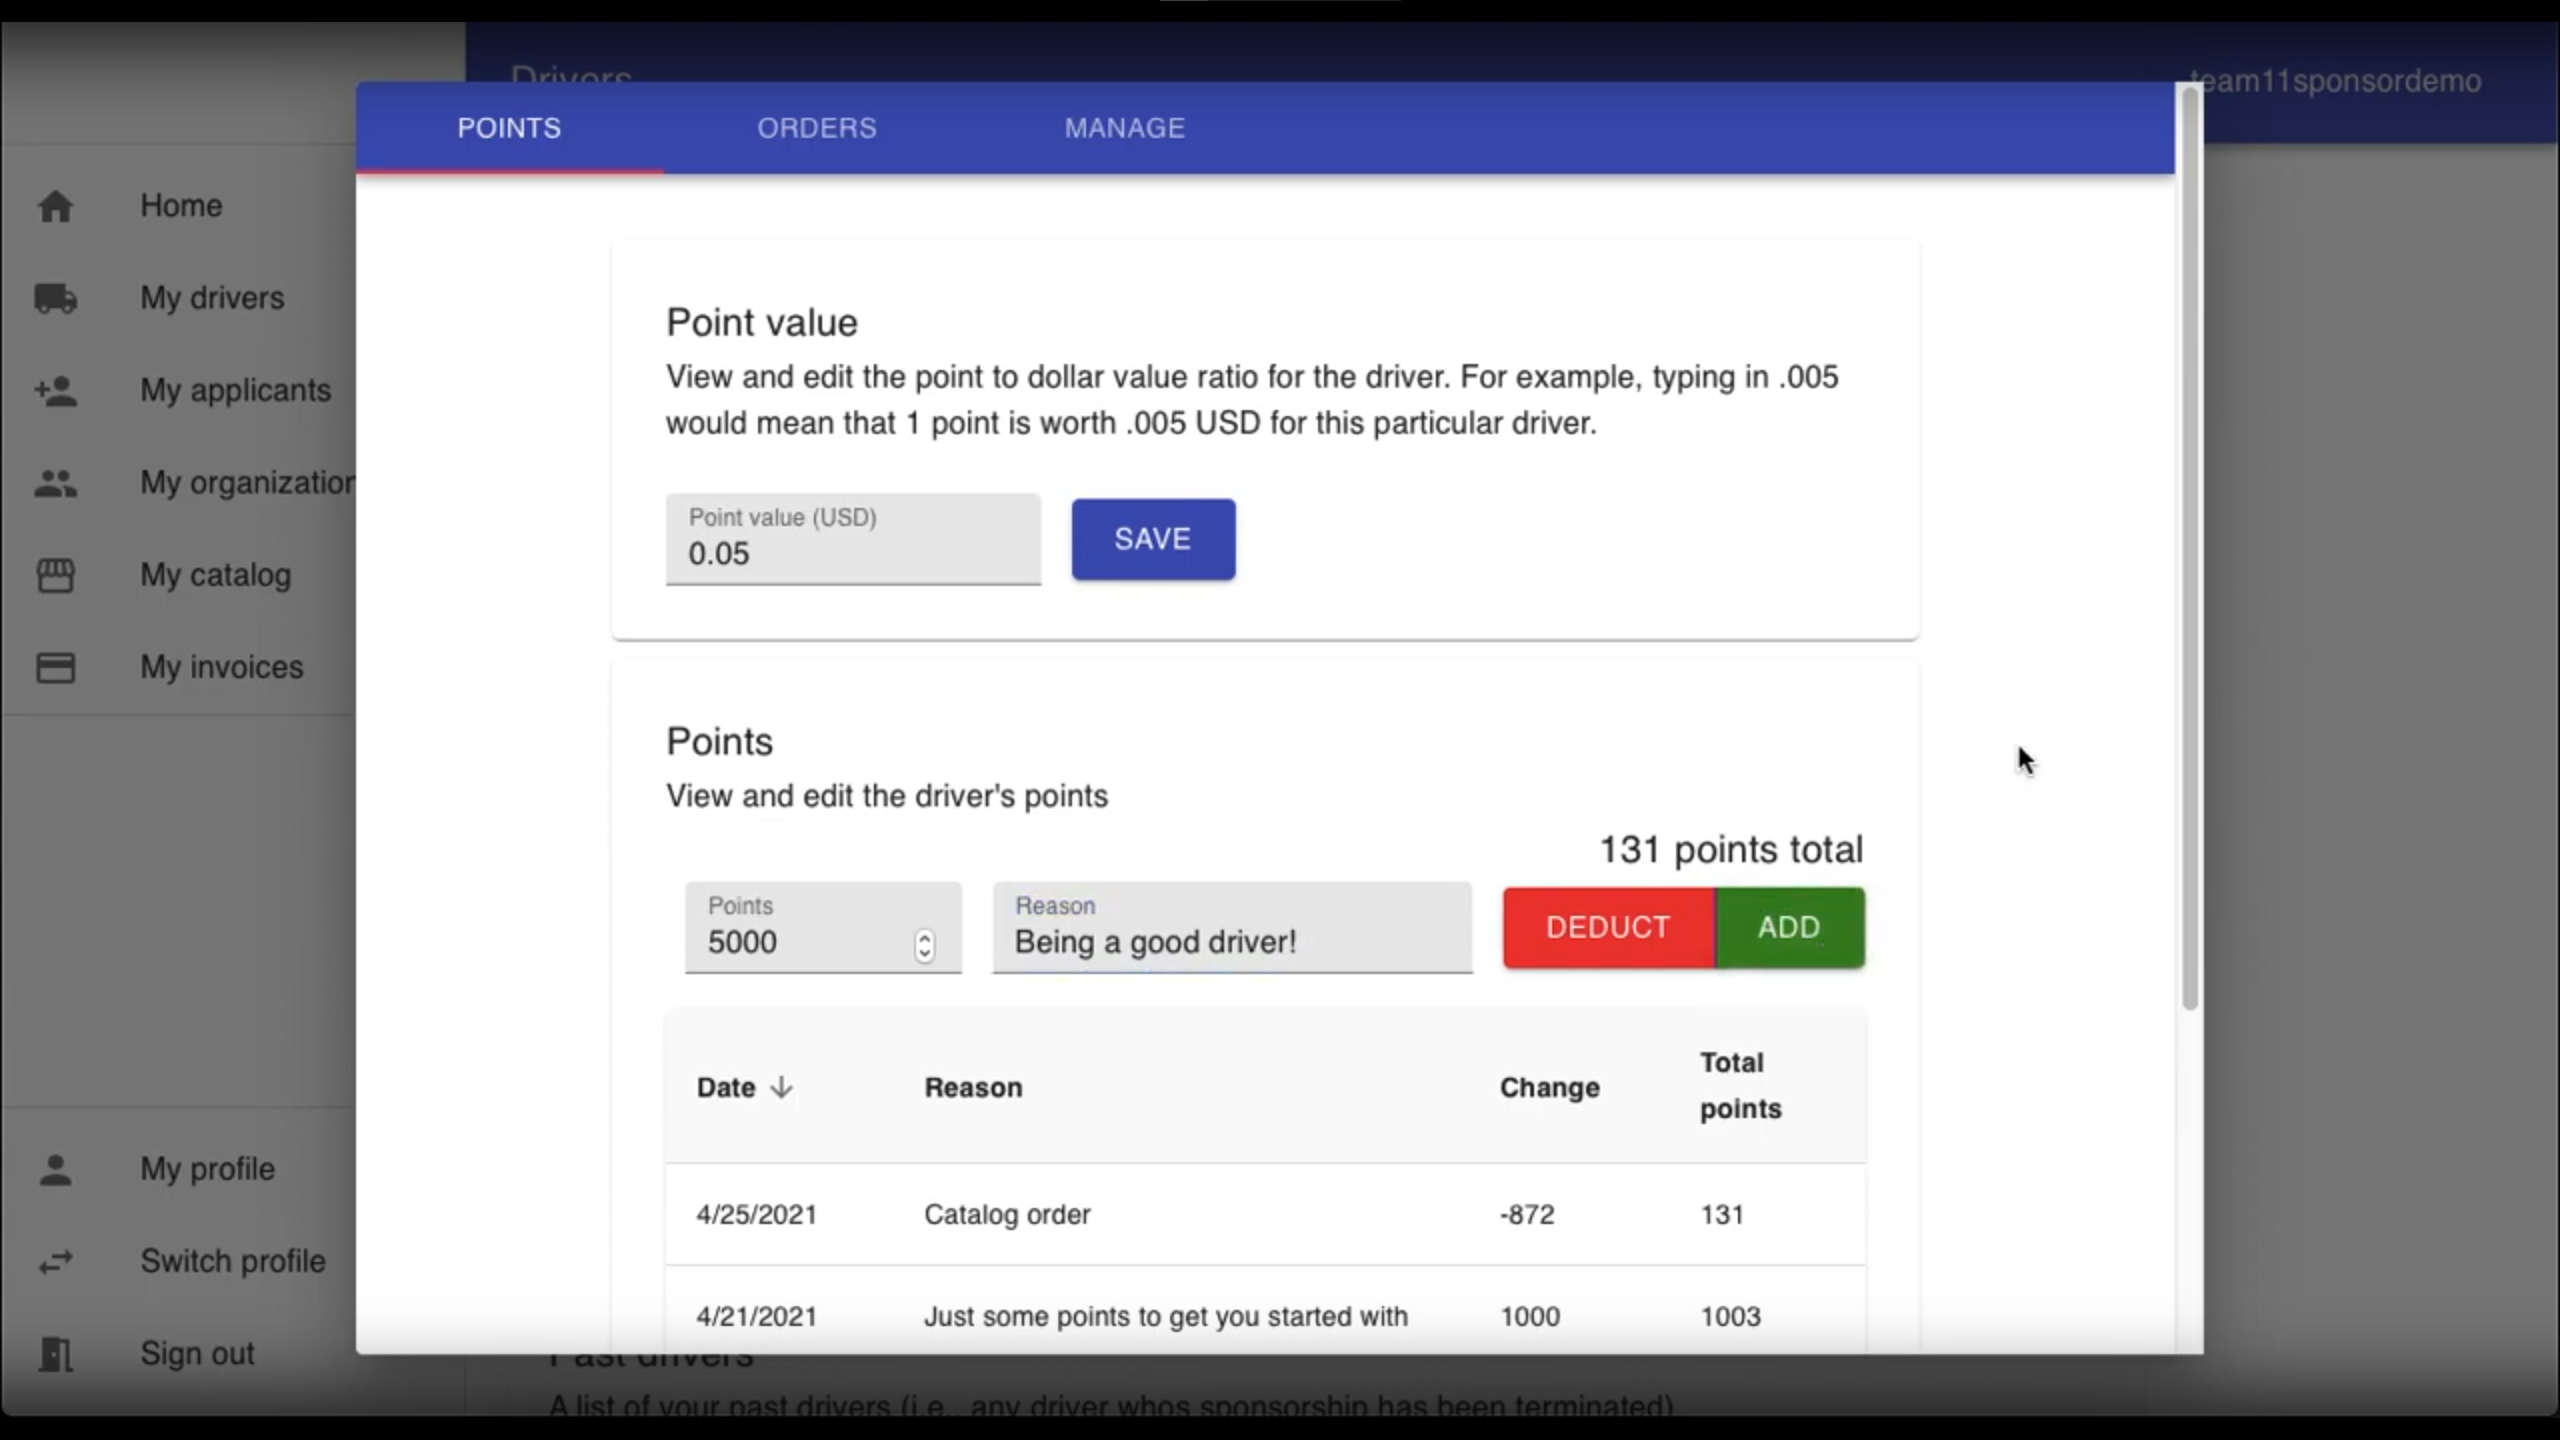 Drivers
team11sponsordemo
Home
My drivers
My applicants
My organization
My catalog
My invoices
My profile
Switch profile
Sign out
POINTS ORDERS MANAGE
Point value
View and edit the point to dollar value ratio for the driver. For example, typing in .005
would mean that 1 point is worth .005 USD for this particular driver.
Point value (USD)
0.05
SAVE
Points
View and edit the driver's points
131 points total
Points
5000
Reason
Being a good driver!
DEDUCT ADD
Date Reason Change Total points
4/25/2021 Catalog order -872 131
4/21/2021 Just some points to get you started with 1000 1003
Past drivers
A list of your past drivers (i.e., any driver whos sponsorship has been terminated)